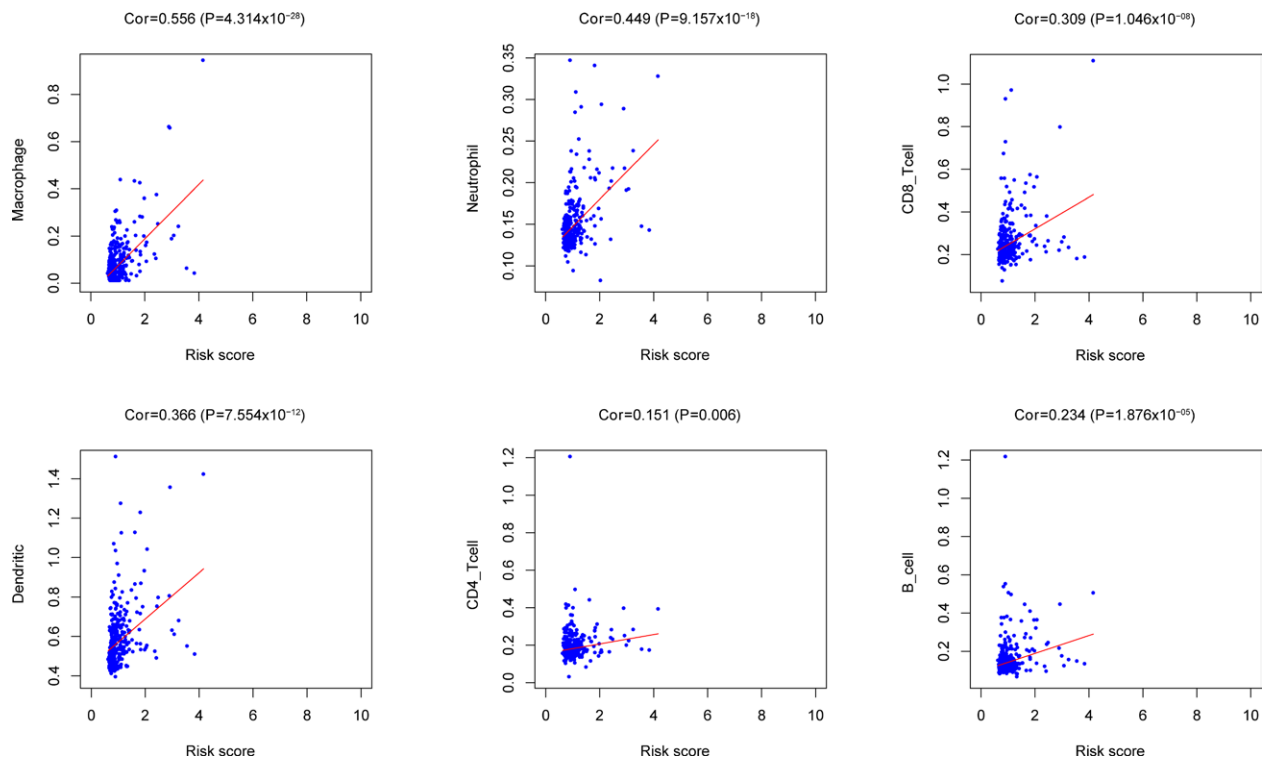 Cor=0.556 (P=4.314x10⁻²⁸)
Macrophage
0.0 0.2 0.4 0.6 0.8
0 2 4 6 8 10
Risk score
Cor=0.449 (P=9.157x10⁻¹⁸)
Neutrophil
0.10 0.15 0.20 0.25 0.30 0.35
0 2 4 6 8 10
Risk score
Cor=0.309 (P=1.046x10⁻⁰⁸)
CD8_Tcell
0.2 0.4 0.6 0.8 1.0
0 2 4 6 8 10
Risk score
Cor=0.366 (P=7.554x10⁻¹²)
Dendritic
0.4 0.6 0.8 1.0 1.2 1.4
0 2 4 6 8 10
Risk score
Cor=0.151 (P=0.006)
CD4_Tcell
0.0 0.2 0.4 0.6 0.8 1.0 1.2
0 2 4 6 8 10
Risk score
Cor=0.234 (P=1.876x10⁻⁰⁵)
B_cell
0.2 0.4 0.6 0.8 1.0 1.2
0 2 4 6 8 10
Risk score